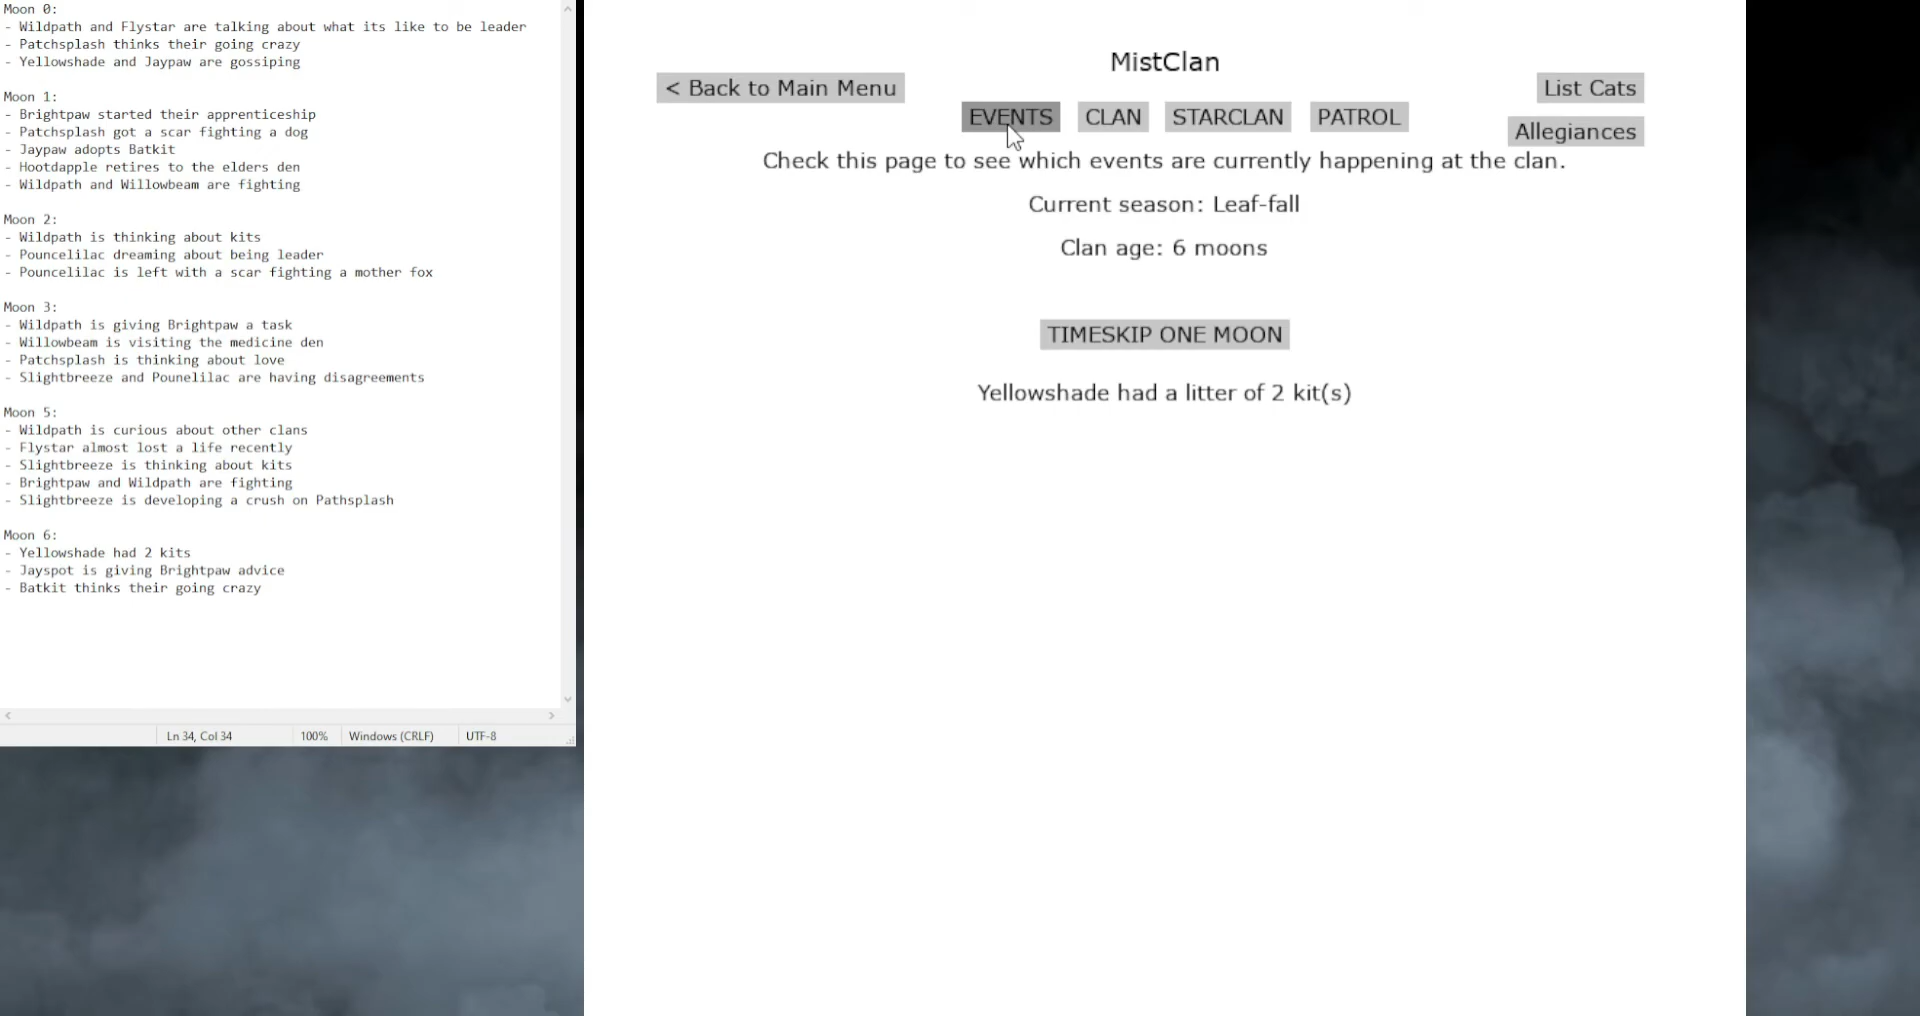 Moon 0:
- Wildpath and Flystar are talking about what its like to be leader
- Patchsplash thinks their going crazy
- Yellowshade and Jaypaw are gossiping
Moon 1:
- Brightpaw started their apprenticeship
- Patchsplash got a scar fighting a dog
- Jaypaw adopts Batkit
- Hootdapple retires to the elders den
- Wildpath and Willowbeam are fighting
Moon 2:
- Wildpath is thinking about kits
- Pouncelilac dreaming about being leader
- Pouncelilac is left with a scar fighting a mother fox
Moon 3:
- Wildpath is giving Brightpaw a task
- Willowbeam is visiting the medicine den
- Patchsplash is thinking about love
- Slightbreeze and Pounelilac are having disagreements
Moon 5:
- Wildpath is curious about other clans
- Flystar almost lost a life recently
- Slightbreeze is thinking about kits
- Brightpaw and Wildpath are fighting
- Slightbreeze is developing a crush on Pathsplash
Moon 6:
- Yellowshade had 2 kits
- Jayspot is giving Brightpaw advice
- Batkit thinks their going crazy
Ln 34, Col 34 100% Windows (CRLF) UTF-8
MistClan
< Back to Main Menu
List Cats
EVENTS CLAN STARCLAN PATROL
Allegiances
Check this page to see which events are currently happening at the clan.
Current season: Leaf-fall
Clan age: 6 moons
TIMESKIP ONE MOON
Yellowshade had a litter of 2 kit(s)